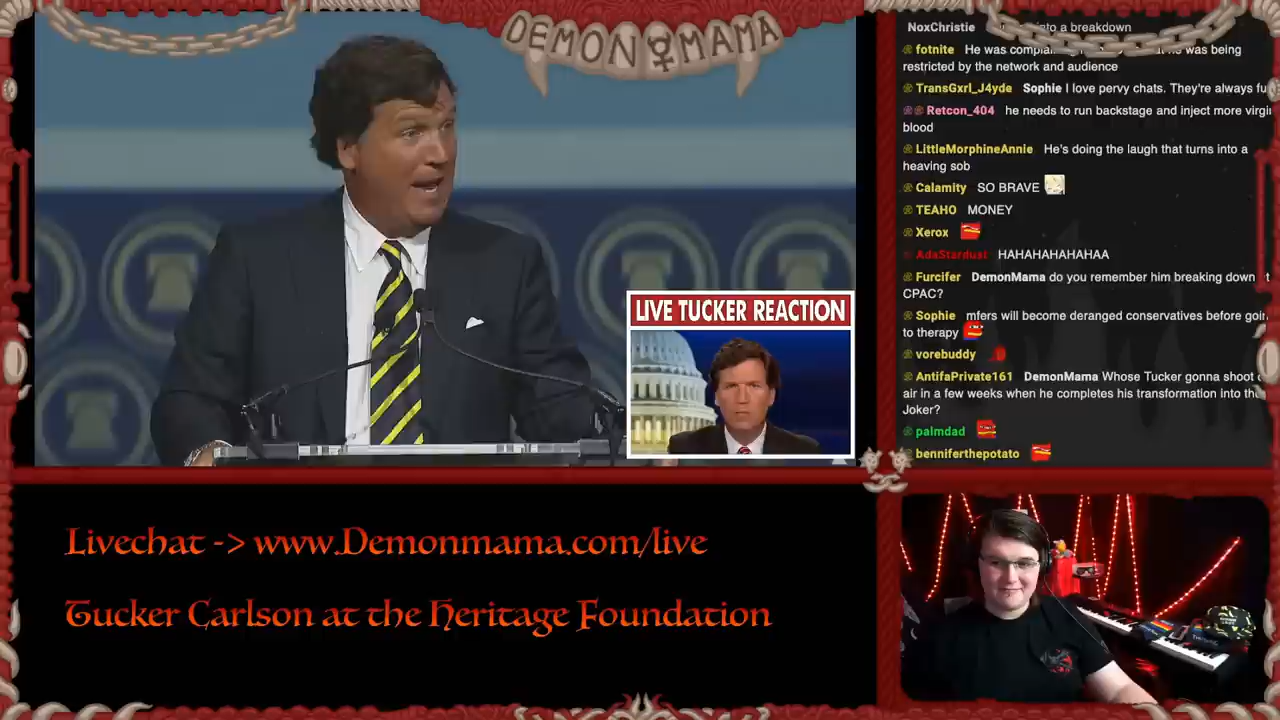 DEMON MAMA
LIVE TUCKER REACTION
Livechat -> www.Demonmama.com/live
Tucker Carlson at the Heritage Foundation
NoxChristie into a breakdown
fotnite He was was being
restricted by the network and audience
TransGxrl_J4yde Sophie I love pervy chats. They're always
Retcon_404 he needs to run backstage and inject more
blood
LittleMorphineAnnie He's doing the laugh that turns into a
heaving sob
Calamity SO BRAVE
TEAHO MONEY
Xerox
AdaStardust HAHAHAHAHAHAA
Furcifer DemonMama do you remember him breaking down
CPAC?
Sophie mfers will become deranged conservatives before
to therapy
vorebuddy
AntifaPrivate161 DemonMama Whose Tucker gonna shoot
air in a few weeks when he completes his transformation into
Joker?
palmdad
benniferthepotato